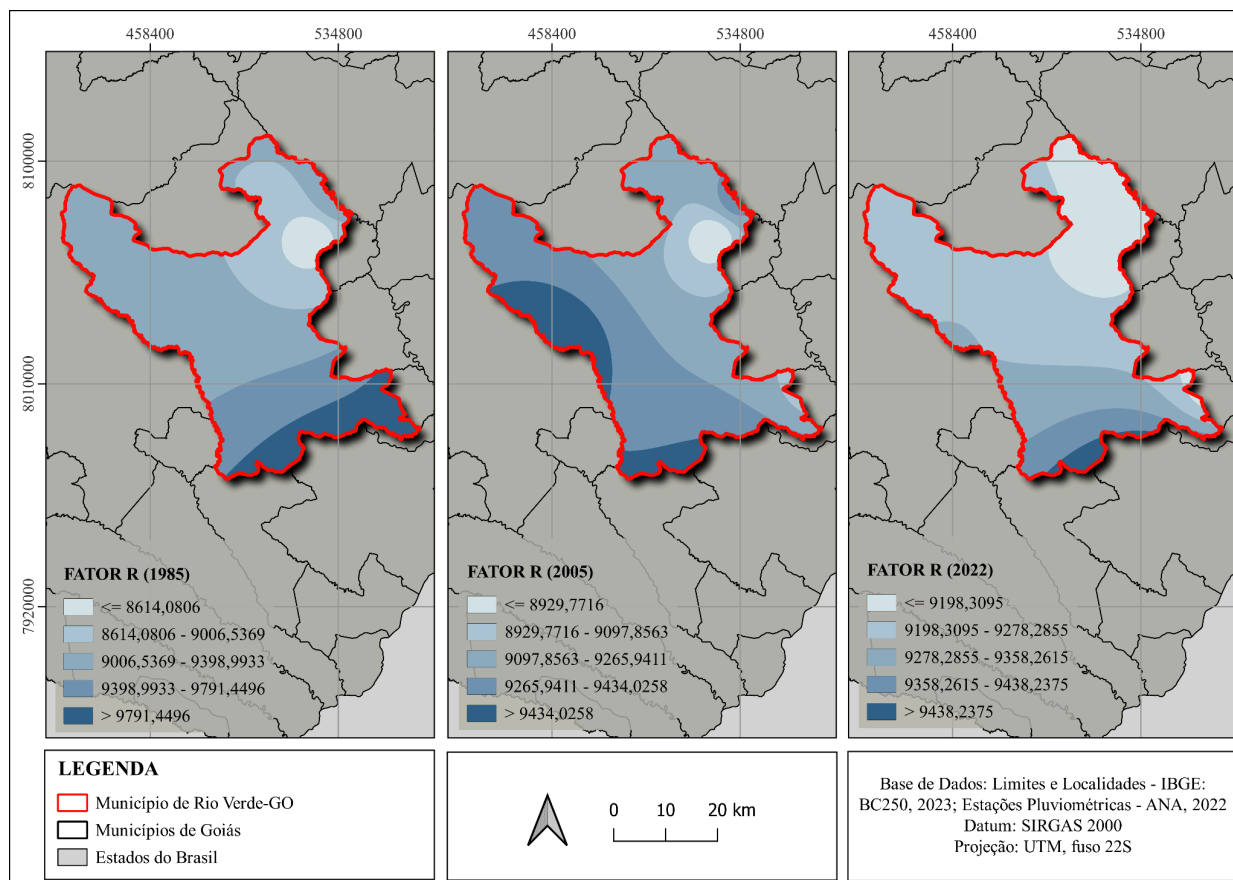 458400
534800
458400
534800
458400
534800
8100000
8010000
7920000
FATOR R (1985)
<= 8614,0806
8614,0806 - 9006,5369
9006,5369 - 9398,9933
9398,9933 - 9791,4496
> 9791,4496
FATOR R (2005)
<= 8929,7716
8929,7716 - 9097,8563
9097,8563 - 9265,9411
9265,9411 - 9434,0258
> 9434,0258
FATOR R (2022)
<= 9198,3095
9198,3095 - 9278,2855
9278,2855 - 9358,2615
9358,2615 - 9438,2375
> 9438,2375
LEGENDA
Município de Rio Verde-GO
Municípios de Goiás
Estados do Brasil
0 10 20 km
Base de Dados: Limites e Localidades - IBGE:
BC250, 2023; Estações Pluviométricas - ANA, 2022
Datum: SIRGAS 2000
Projeção: UTM, fuso 22S